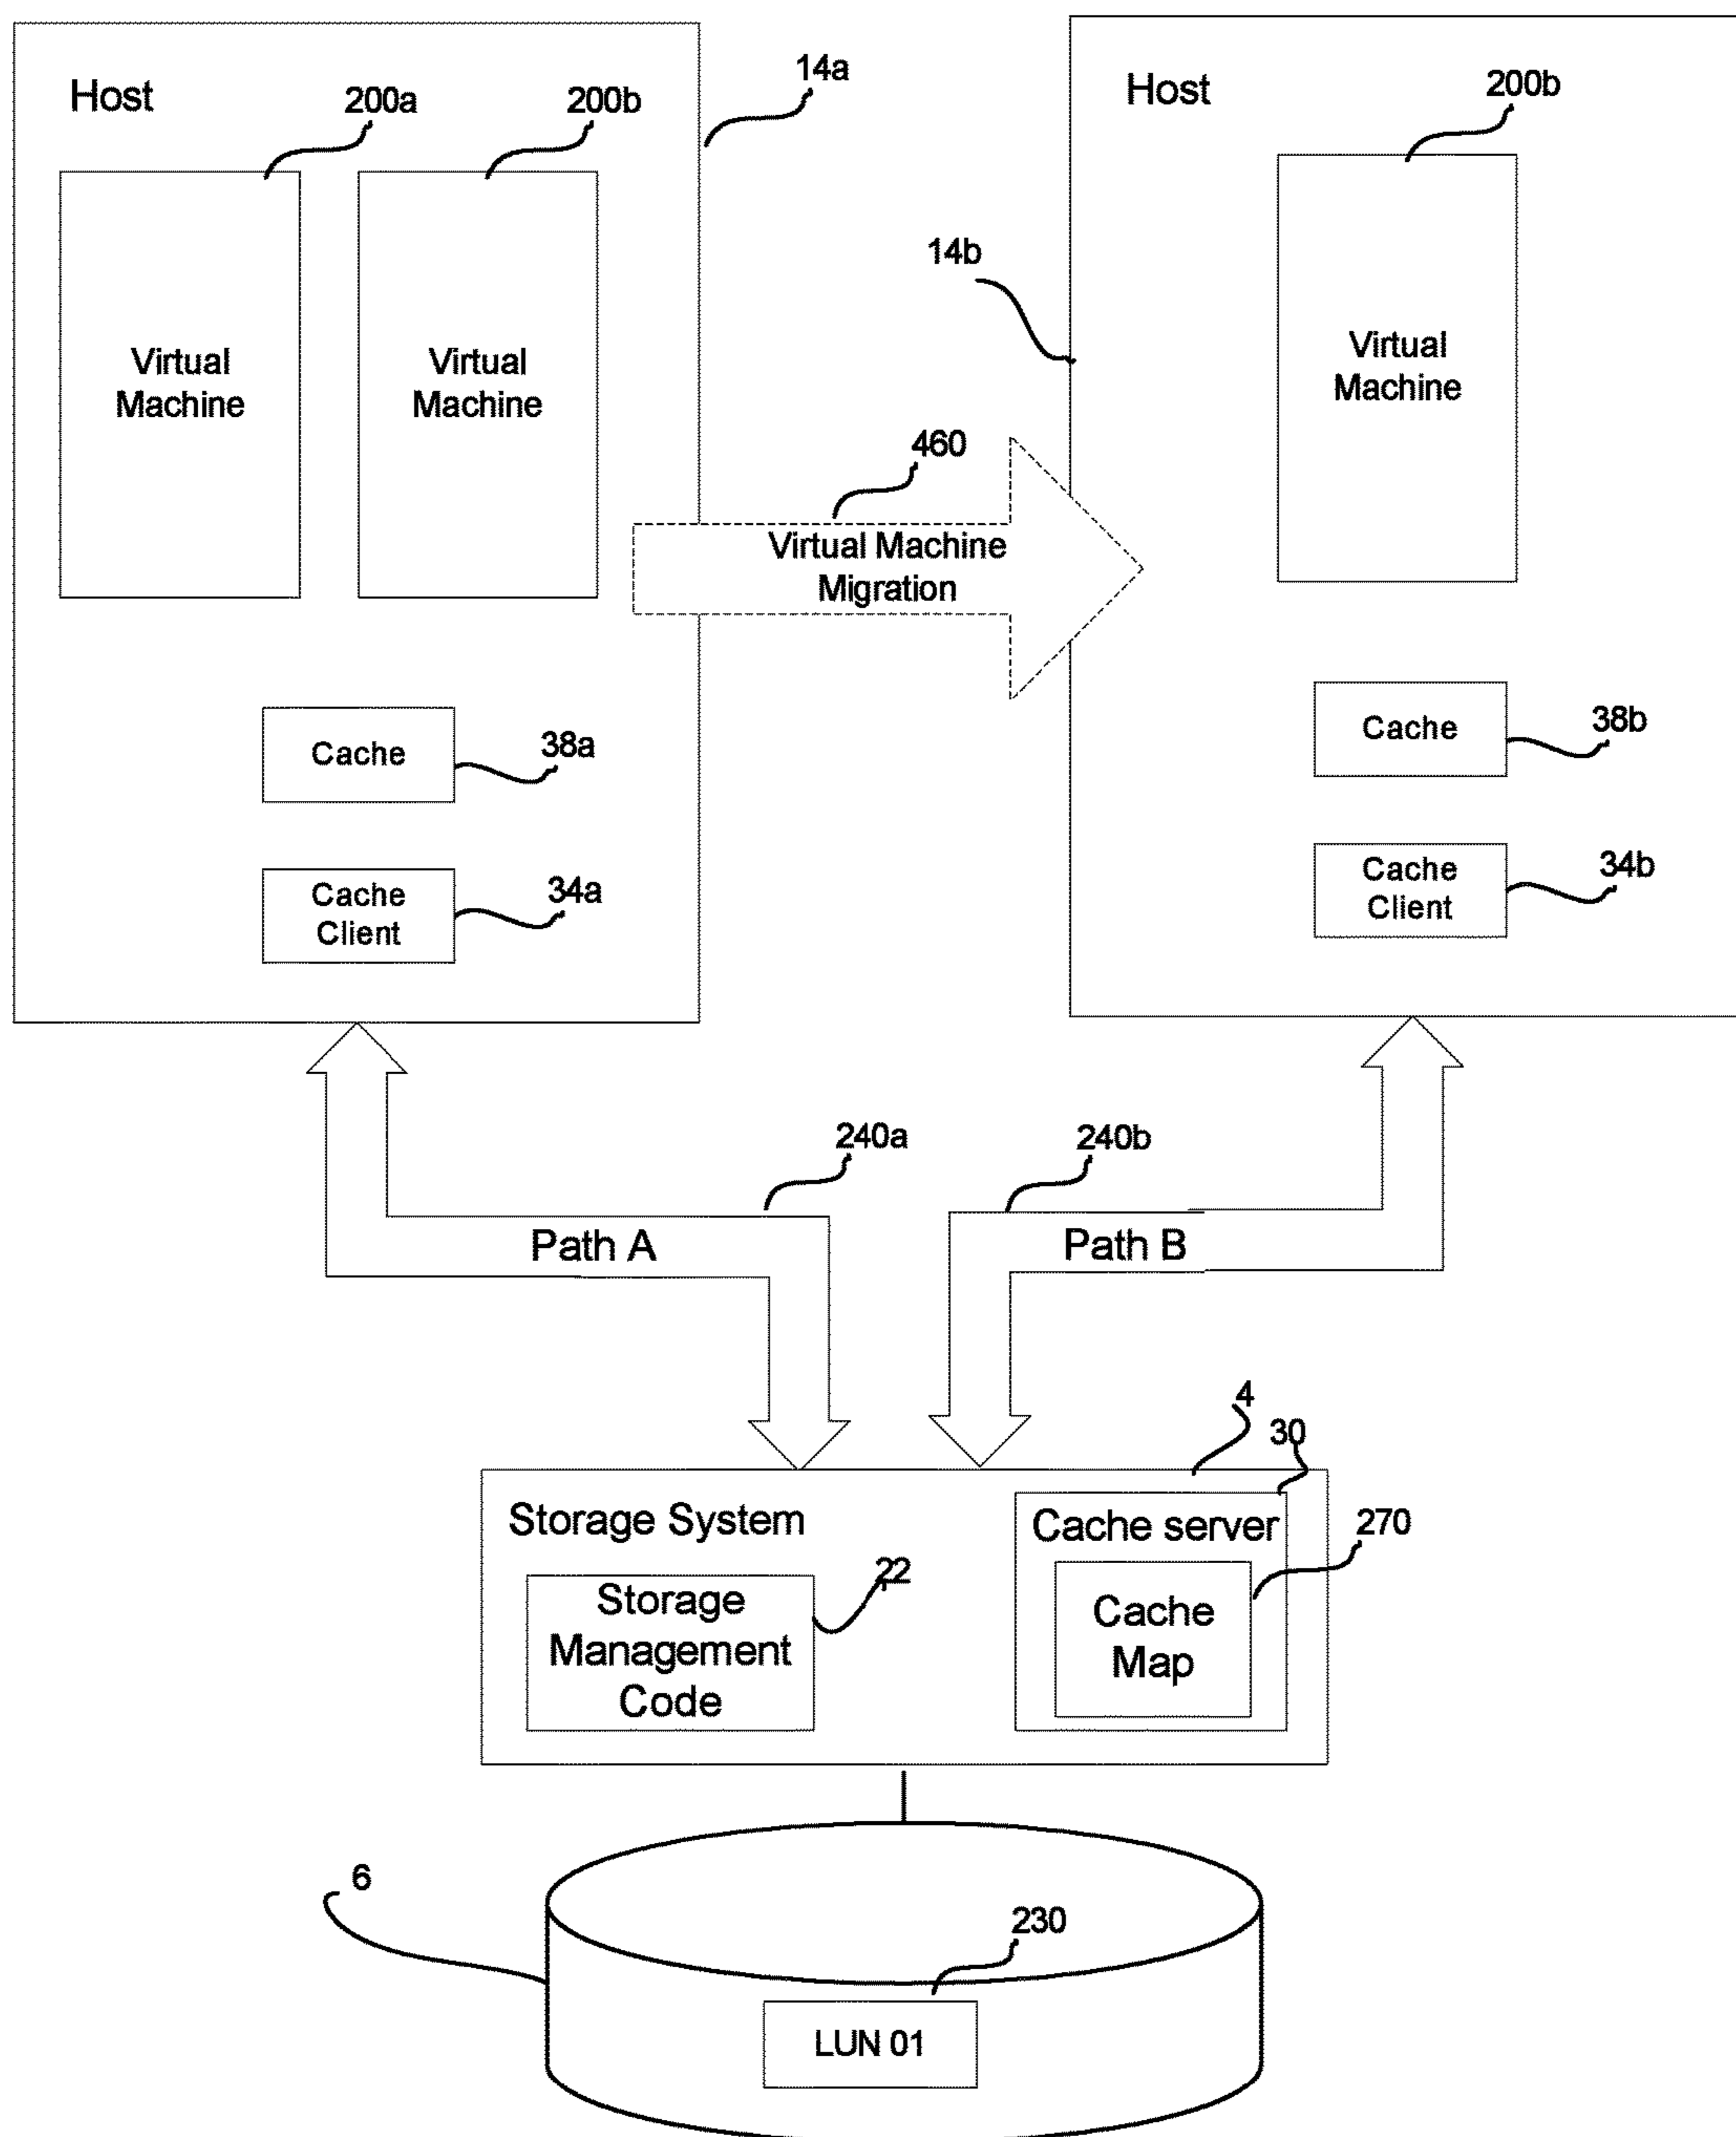 Host
14a
200a
200b
Virtual
Machine
Virtual
Machine
Cache
38a
Cache
Client
34a
460
Virtual Machine
Migration
Host
200b
14b
Virtual
Machine
Cache
38b
Cache
Client
34b
240a
Path A
240b
Path B
4
30
Storage System
22
Storage
Management
Code
Cache server
270
Cache
Map
6
230
LUN 01